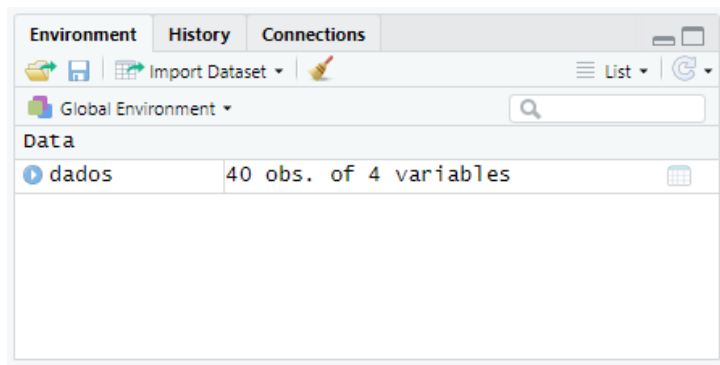 Environment History Connections
Import Dataset List
Global Environment
Data
dados 40 obs. of 4 variables